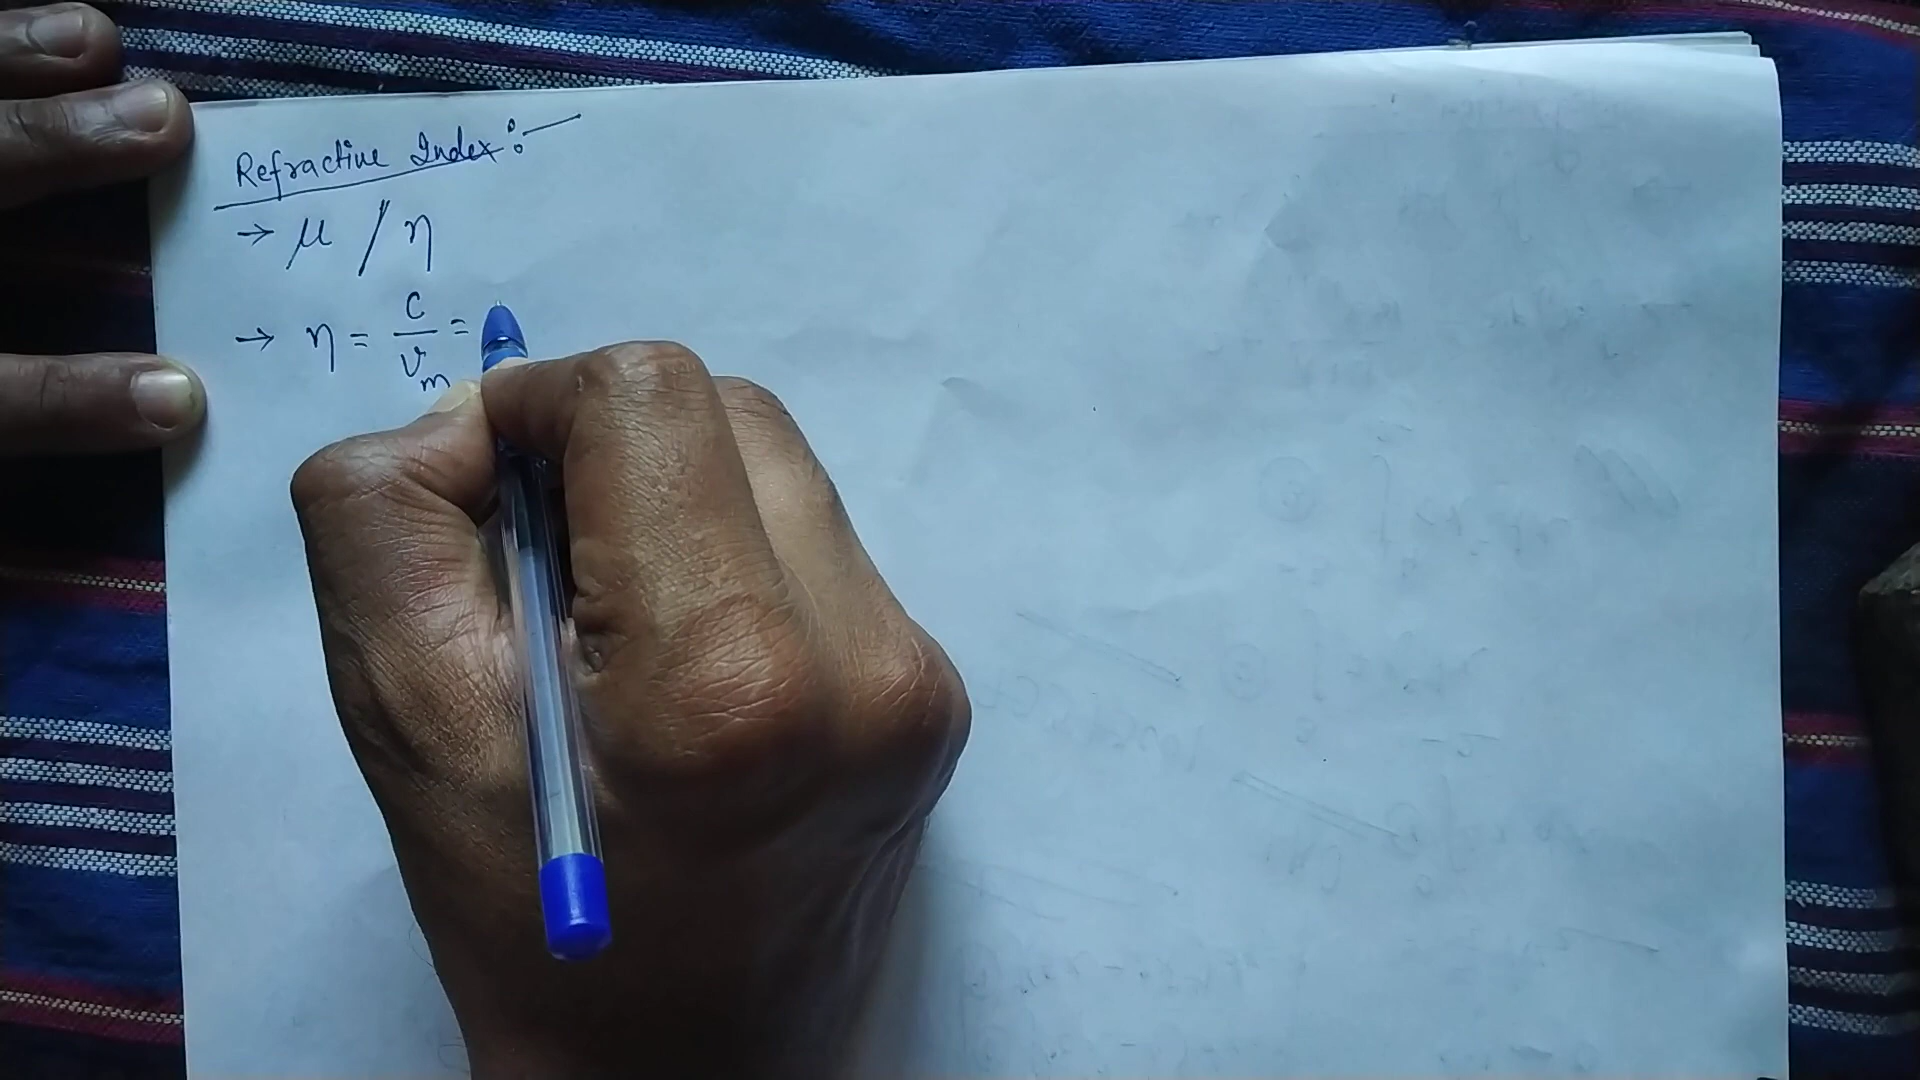 Refractive Index :-
→ μ / η
→ η = c/v_m =